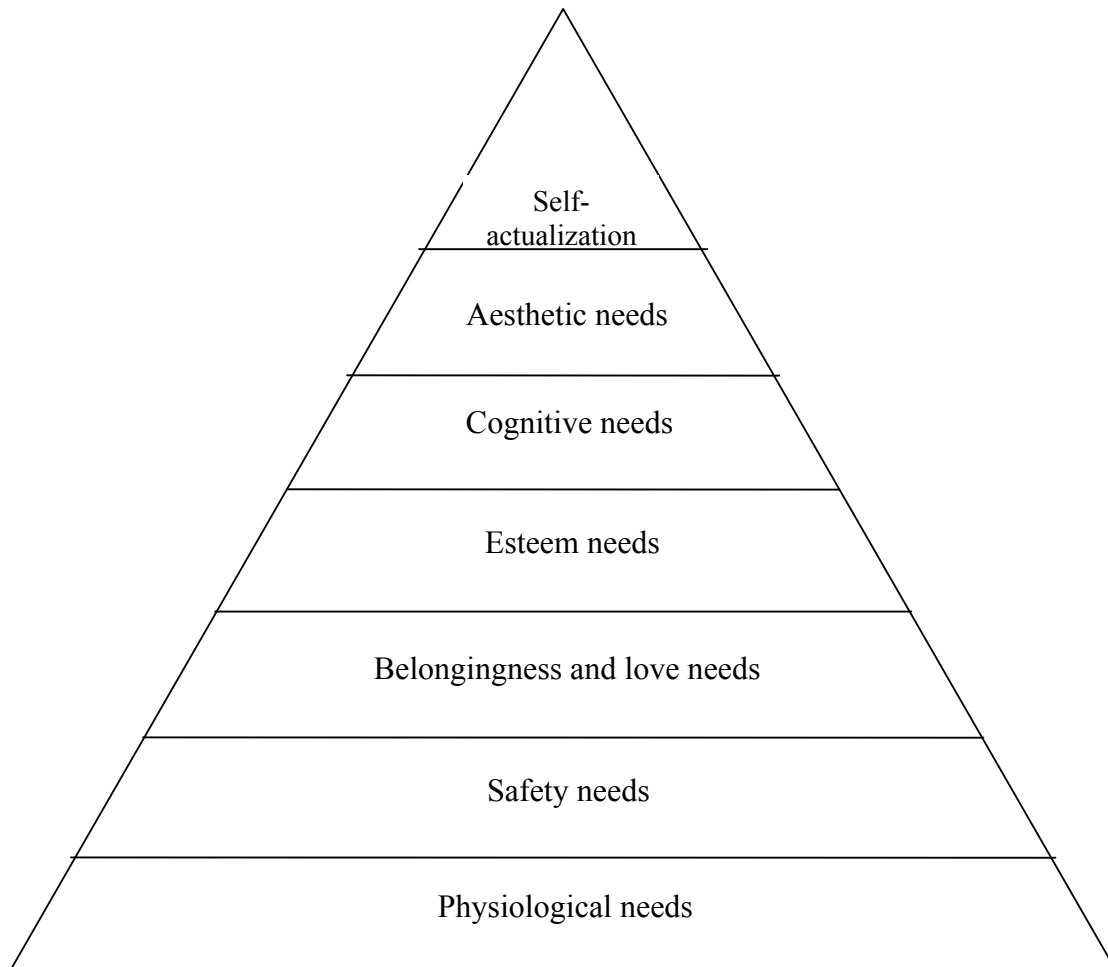 Self-
actualization
Aesthetic needs
Cognitive needs
Esteem needs
Belongingness and love needs
Safety needs
Physiological needs